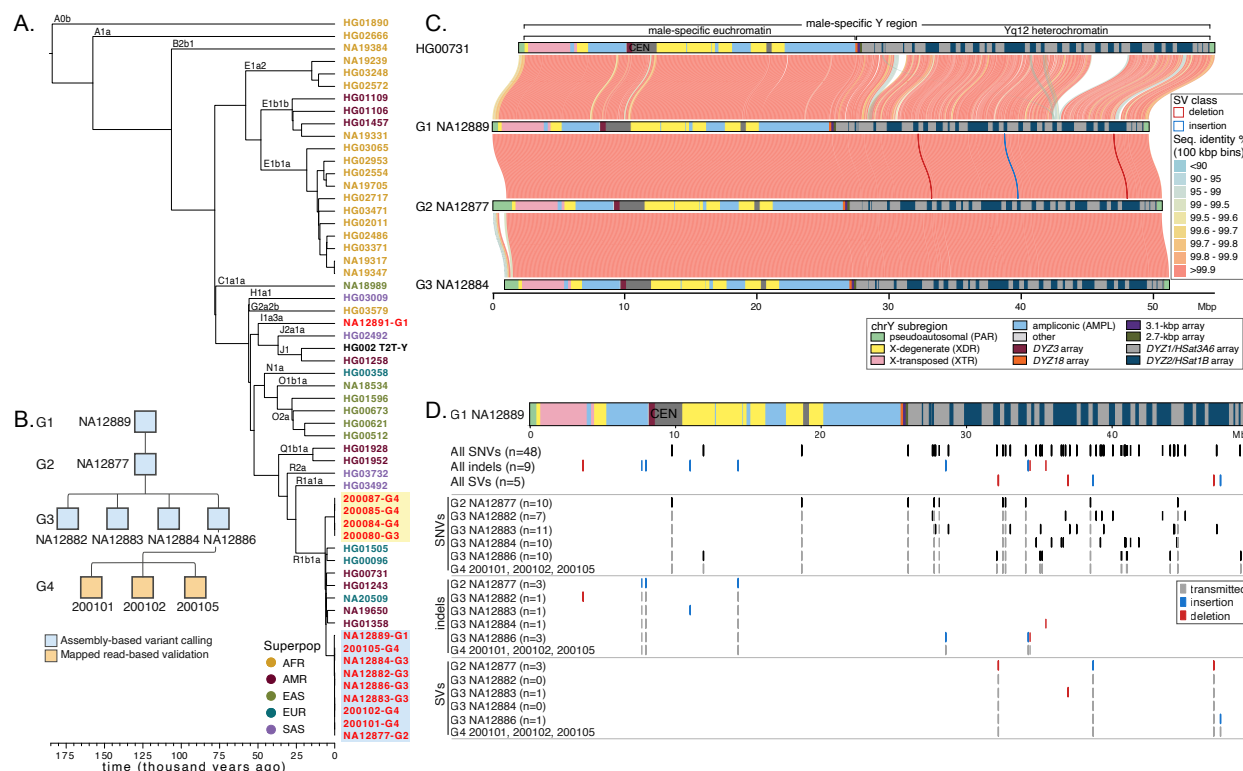 A.
A0b
A1a
B2b1
E1a2
E1b1b
E1b1a
C1a1a
H1a1
G2a2b
I1a3a
J2a1a
J1
N1a
O1b1a
O2a
Q1b1a
R2a
R1a1a
R1b1a
HG01890
HG02666
NA19384
NA19239
HG03248
HG02572
HG01109
HG01106
HG01457
NA19331
HG03065
HG02953
HG02554
NA19705
HG02717
HG03471
HG02011
HG02486
HG03371
NA19317
NA19347
NA18989
HG03009
HG03579
NA12891-G1
HG02492
HG002 T2T-Y
HG01258
HG00358
NA18534
HG01596
HG00673
HG00621
HG00512
HG01928
HG01952
HG03732
HG03492
200087-G4
200085-G4
200084-G4
200080-G3
HG01505
HG00096
HG00731
HG01243
NA20509
NA19650
HG01358
NA12889-G1
200105-G4
NA12884-G3
NA12882-G3
NA12886-G3
NA12883-G3
200102-G4
200101-G4
NA12877-G2
Superpop
AFR
AMR
EAS
EUR
SAS
175 150 125 100 75 50 25 0
time (thousand years ago)
B.
G1 NA12889
G2 NA12877
G3
NA12882 NA12883 NA12884 NA12886
G4
200101 200102 200105
Assembly-based variant calling
Mapped read-based validation
C.
male-specific Y region
male-specific euchromatin Yq12 heterochromatin
HG00731
CEN
G1 NA12889
G2 NA12877
G3 NA12884
0 10 20 30 40 50 Mbp
SV class
deletion
insertion
Seq. identity %
(100 kbp bins)
<90
90 - 95
95 - 99
99 - 99.5
99.5 - 99.6
99.6 - 99.7
99.7 - 99.8
99.8 - 99.9
>99.9
chrY subregion
pseudoautosomal (PAR)
X-degenerate (XDR)
X-transposed (XTR)
ampliconic (AMPL)
other
DYZ3 array
DYZ18 array
3.1-kbp array
2.7-kbp array
DYZ1/HSat3A6 array
DYZ2/HSat1B array
D.
G1 NA12889
CEN
0 10 20 30 40 Mbp
All SNVs (n=48)
All indels (n=9)
All SVs (n=5)
SNVs
G2 NA12877 (n=10)
G3 NA12882 (n=7)
G3 NA12883 (n=11)
G3 NA12884 (n=10)
G3 NA12886 (n=10)
G4 200101, 200102, 200105
indels
G2 NA12877 (n=3)
G3 NA12882 (n=1)
G3 NA12883 (n=1)
G3 NA12884 (n=1)
G3 NA12886 (n=3)
G4 200101, 200102, 200105
SVs
G2 NA12877 (n=3)
G3 NA12882 (n=0)
G3 NA12883 (n=1)
G3 NA12884 (n=0)
G3 NA12886 (n=1)
G4 200101, 200102, 200105
transmitted
insertion
deletion